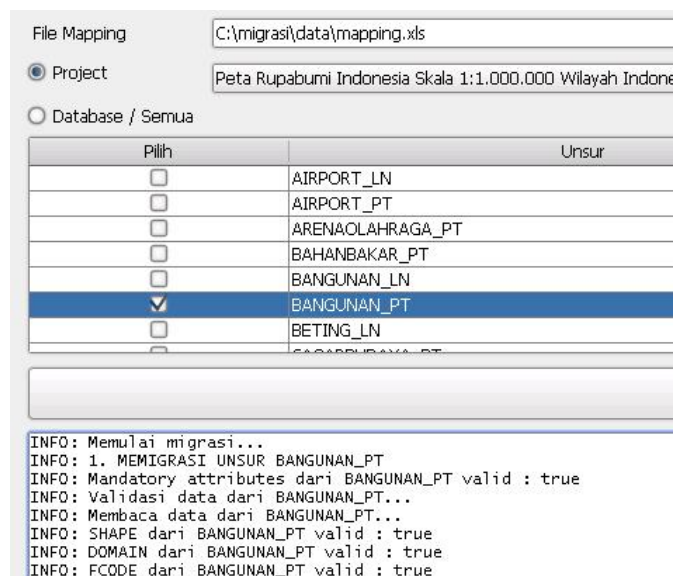 File Mapping
C:\migrasi\data\mapping.xls
Project
Peta Rupabumi Indonesia Skala 1:1.000.000 Wilayah Indone
Database / Semua
Pilih Unsur
AIRPORT_LN
AIRPORT_PT
ARENAOLAHRAGA_PT
BAHANBAKAR_PT
BANGUNAN_LN
BANGUNAN_PT
BETING_LN
INFO: Memulai migrasi...
INFO: 1. MEMIGRASI UNSUR BANGUNAN_PT
INFO: Mandatory attributes dari BANGUNAN_PT valid : true
INFO: Validasi data dari BANGUNAN_PT...
INFO: Membaca data dari BANGUNAN_PT...
INFO: SHAPE dari BANGUNAN_PT valid : true
INFO: DOMAIN dari BANGUNAN_PT valid : true
INFO: FCODE dari BANGUNAN_PT valid : true